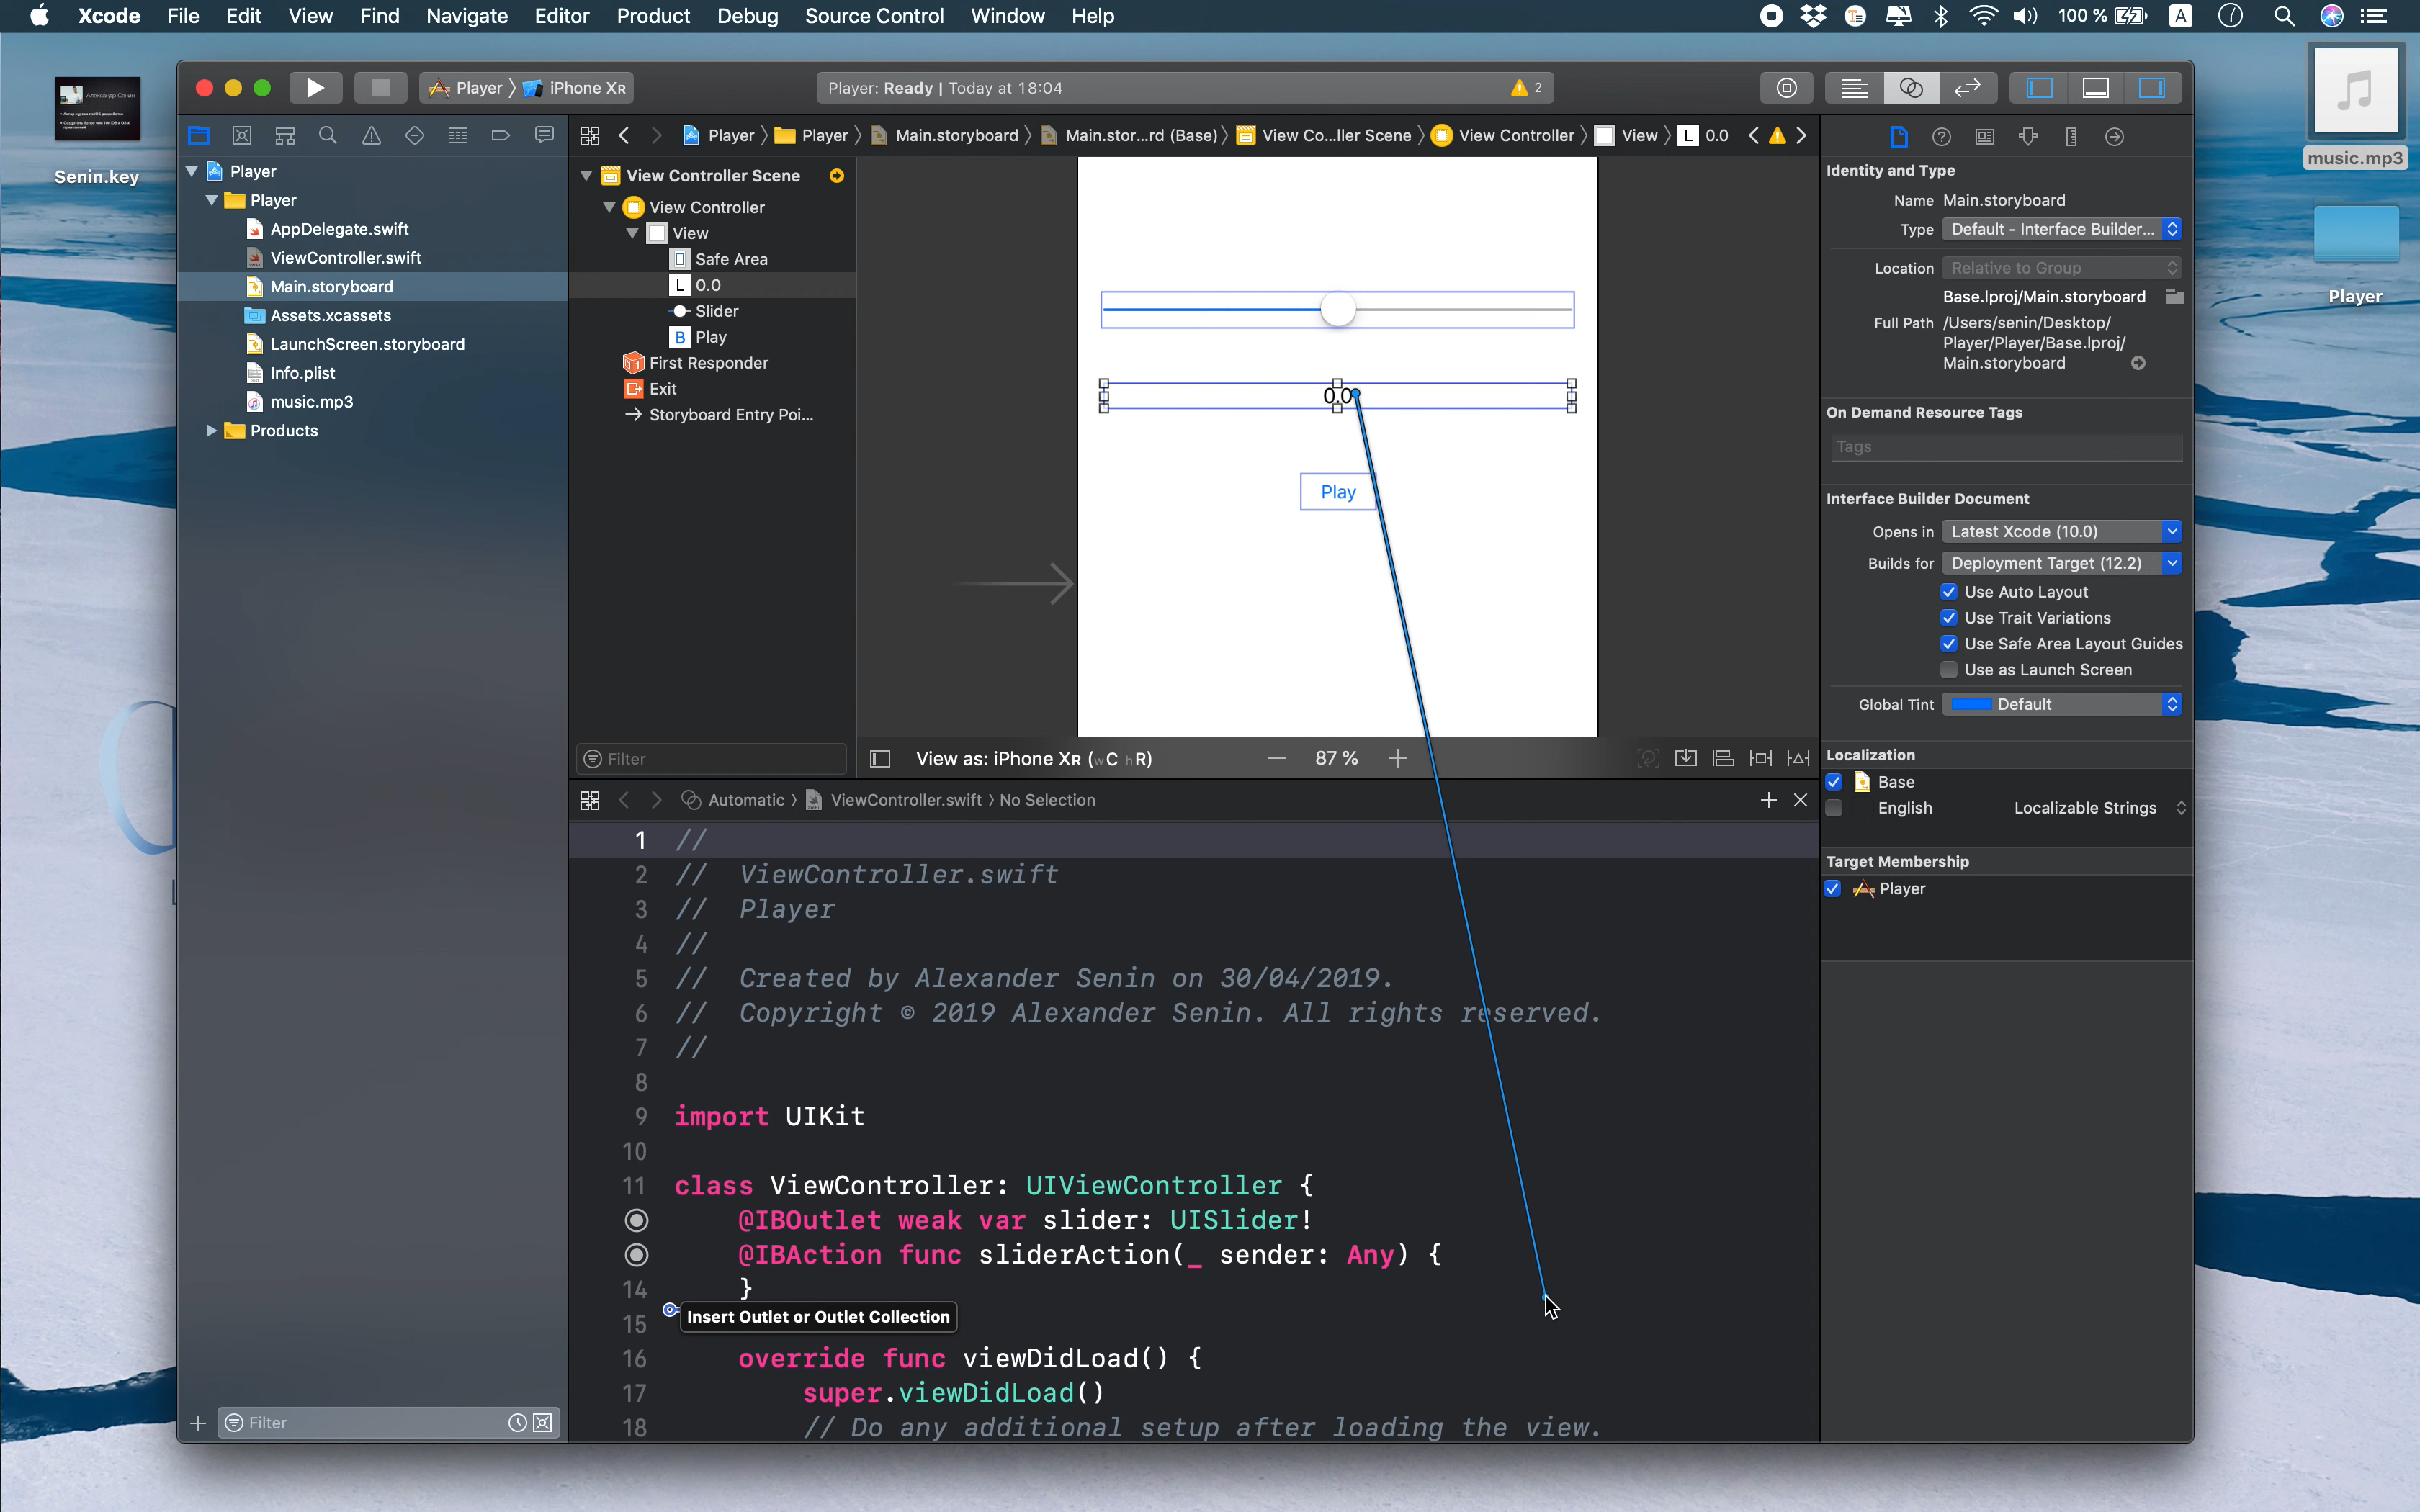 Xcode File Edit View Find Navigate Editor Product Debug Source Control Window Help 100 % A
Senin.key
Александр Сенин
music.mp3
Player
Player 〉 iPhone XR
Player: Ready | Today at 18:04
2
Player 〉 Player 〉 Main.storyboard 〉 Main.stor...rd (Base) 〉 View Co...ller Scene 〉 View Controller 〉 View 〉 L 0.0
Player
Player
AppDelegate.swift
ViewController.swift
Main.storyboard
Assets.xcassets
LaunchScreen.storyboard
Info.plist
music.mp3
Products
Filter
View Controller Scene
View Controller
View
Safe Area
L 0.0
Slider
B Play
First Responder
Exit
Storyboard Entry Poi...
Filter
0.0
Play
View as: iPhone XR (wC hR)
87 %
Automatic 〉 ViewController.swift 〉 No Selection
1 //
2 //  ViewController.swift
3 //  Player
4 //
5 //  Created by Alexander Senin on 30/04/2019.
6 //  Copyright © 2019 Alexander Senin. All rights reserved.
7 //
8
9 import UIKit
10
11 class ViewController: UIViewController {
@IBOutlet weak var slider: UISlider!
@IBAction func sliderAction(_ sender: Any) {
14 }
15 Insert Outlet or Outlet Collection
16 override func viewDidLoad() {
17 super.viewDidLoad()
18 // Do any additional setup after loading the view.
Identity and Type
Name Main.storyboard
Type Default - Interface Builder...
Location Relative to Group
Base.lproj/Main.storyboard
Full Path /Users/senin/Desktop/
Player/Player/Base.lproj/
Main.storyboard
On Demand Resource Tags
Tags
Interface Builder Document
Opens in Latest Xcode (10.0)
Builds for Deployment Target (12.2)
Use Auto Layout
Use Trait Variations
Use Safe Area Layout Guides
Use as Launch Screen
Global Tint Default
Localization
Base
English Localizable Strings
Target Membership
Player